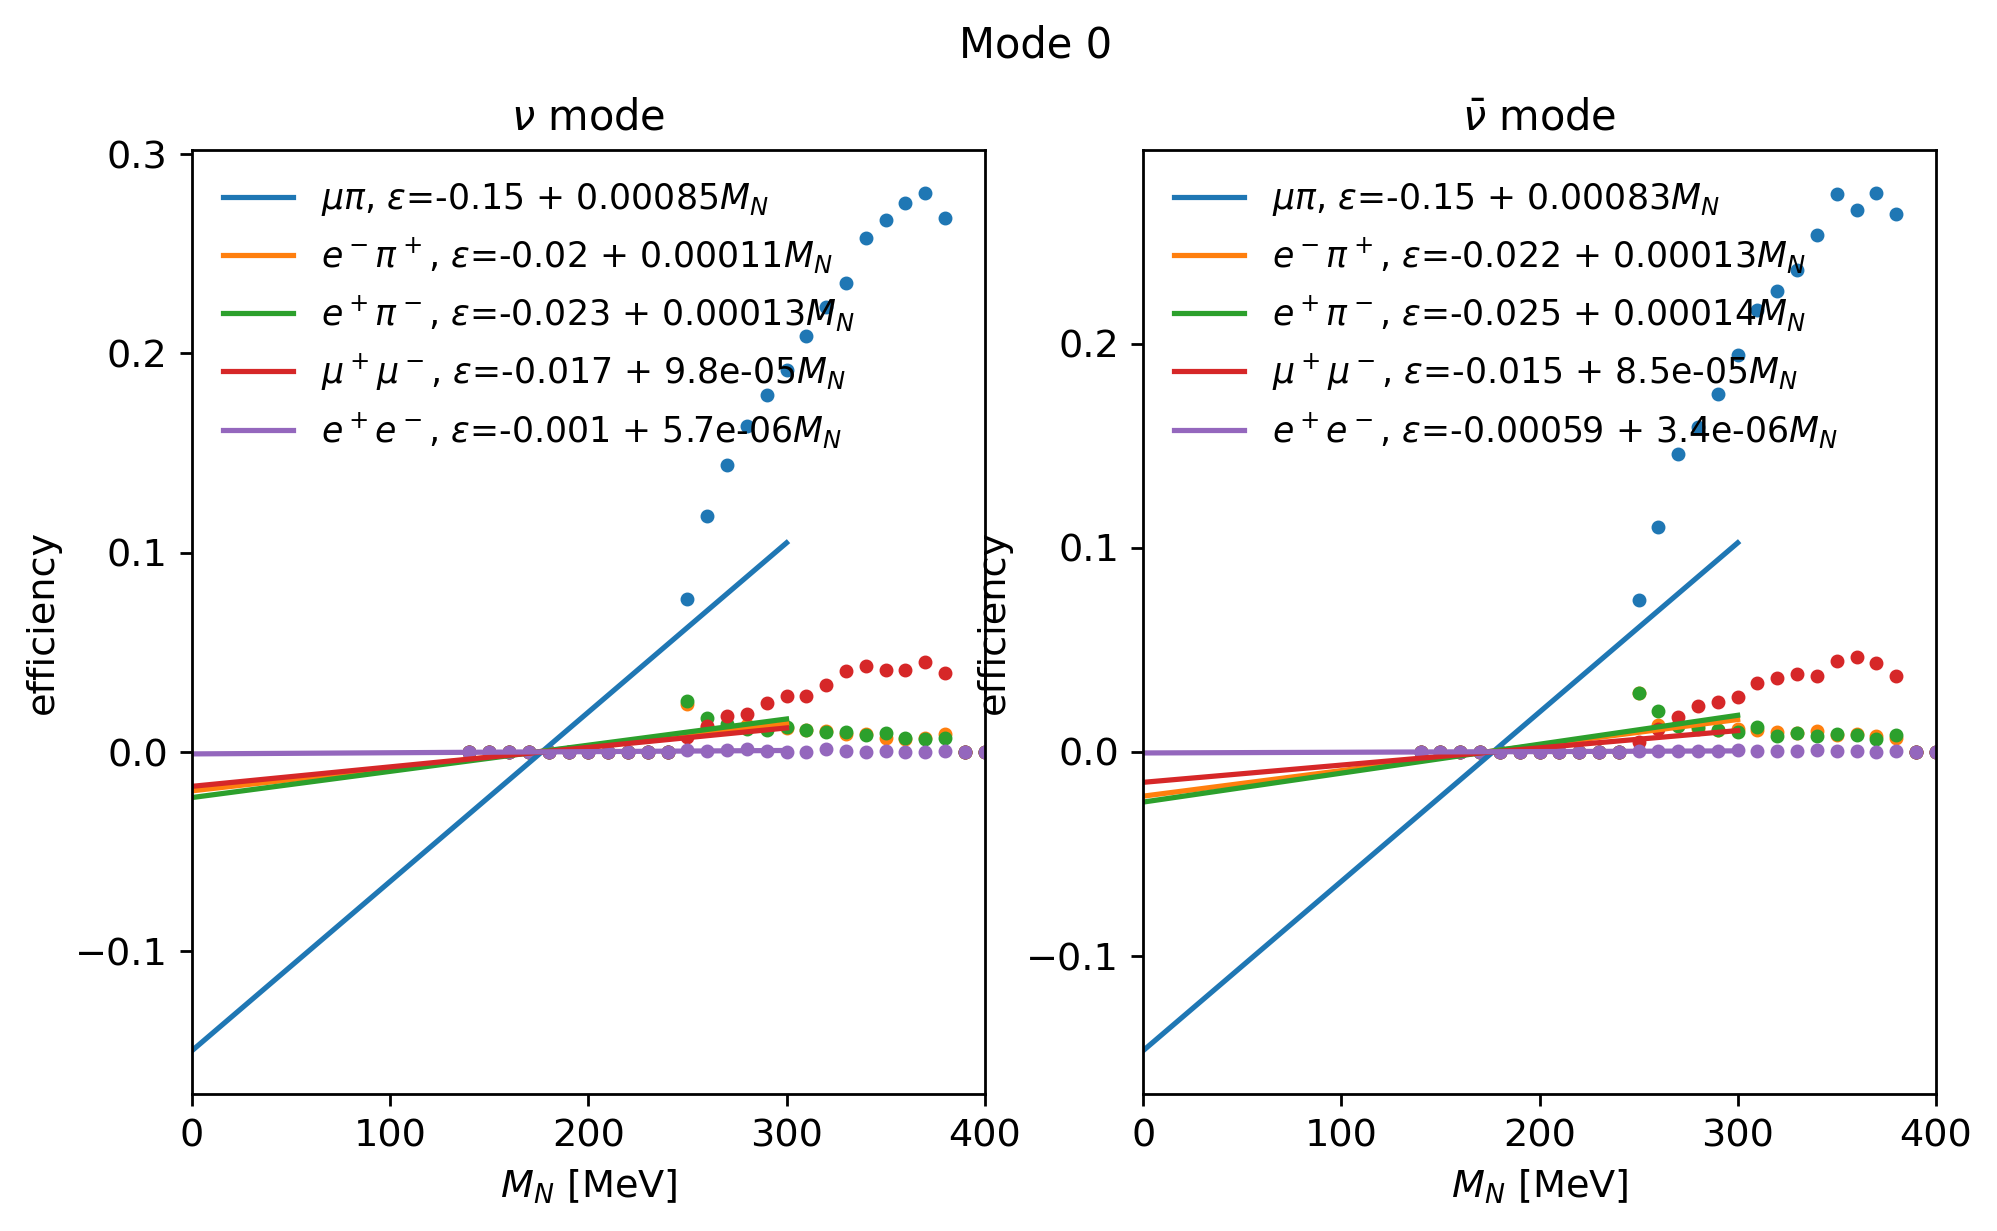 Mode 0
ν mode
0.3
0.2
0.1
0.0
−0.1
efficiency
μπ, ε=-0.15 + 0.00085M_N
e⁻π⁺, ε=-0.02 + 0.00011M_N
e⁺π⁻, ε=-0.023 + 0.00013M_N
μ⁺μ⁻, ε=-0.017 + 9.8e-05M_N
e⁺e⁻, ε=-0.001 + 5.7e-06M_N
0 100 200 300 400
M_N [MeV]
ν̄ mode
0.2
0.1
0.0
−0.1
efficiency
μπ, ε=-0.15 + 0.00083M_N
e⁻π⁺, ε=-0.022 + 0.00013M_N
e⁺π⁻, ε=-0.025 + 0.00014M_N
μ⁺μ⁻, ε=-0.015 + 8.5e-05M_N
e⁺e⁻, ε=-0.00059 + 3.4e-06M_N
0 100 200 300 400
M_N [MeV]